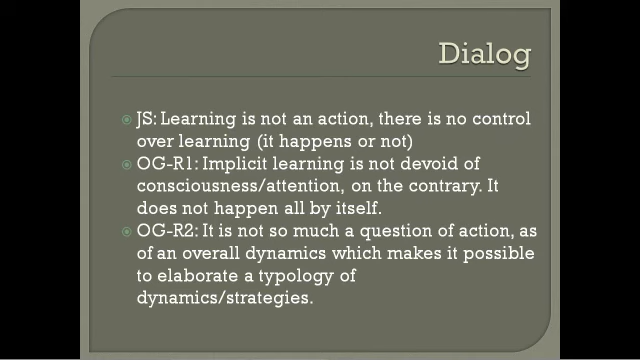 Dialog
JS: Learning is not an action, there is no control
over learning (it happens or not)
OG-R1: Implicit learning is not devoid of
consciousness/attention, on the contrary. It
does not happen all by itself.
OG-R2: It is not so much a question of action, as
of an overall dynamics which makes it possible
to elaborate a typology of
dynamics/strategies.